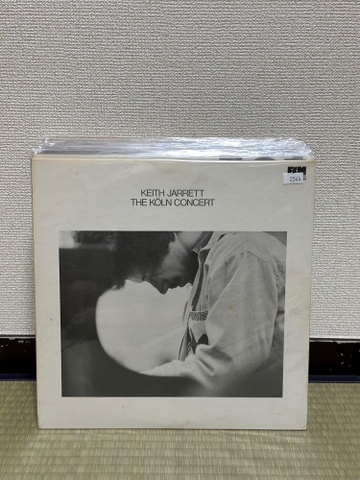 KEITH JARRETT
THE KÖLN CONCERT